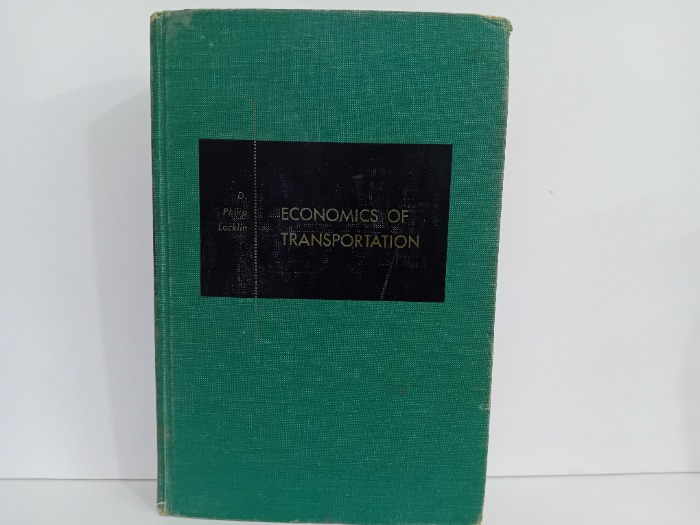 D.
Philip
Locklin
ECONOMICS OF
TRANSPORTATION